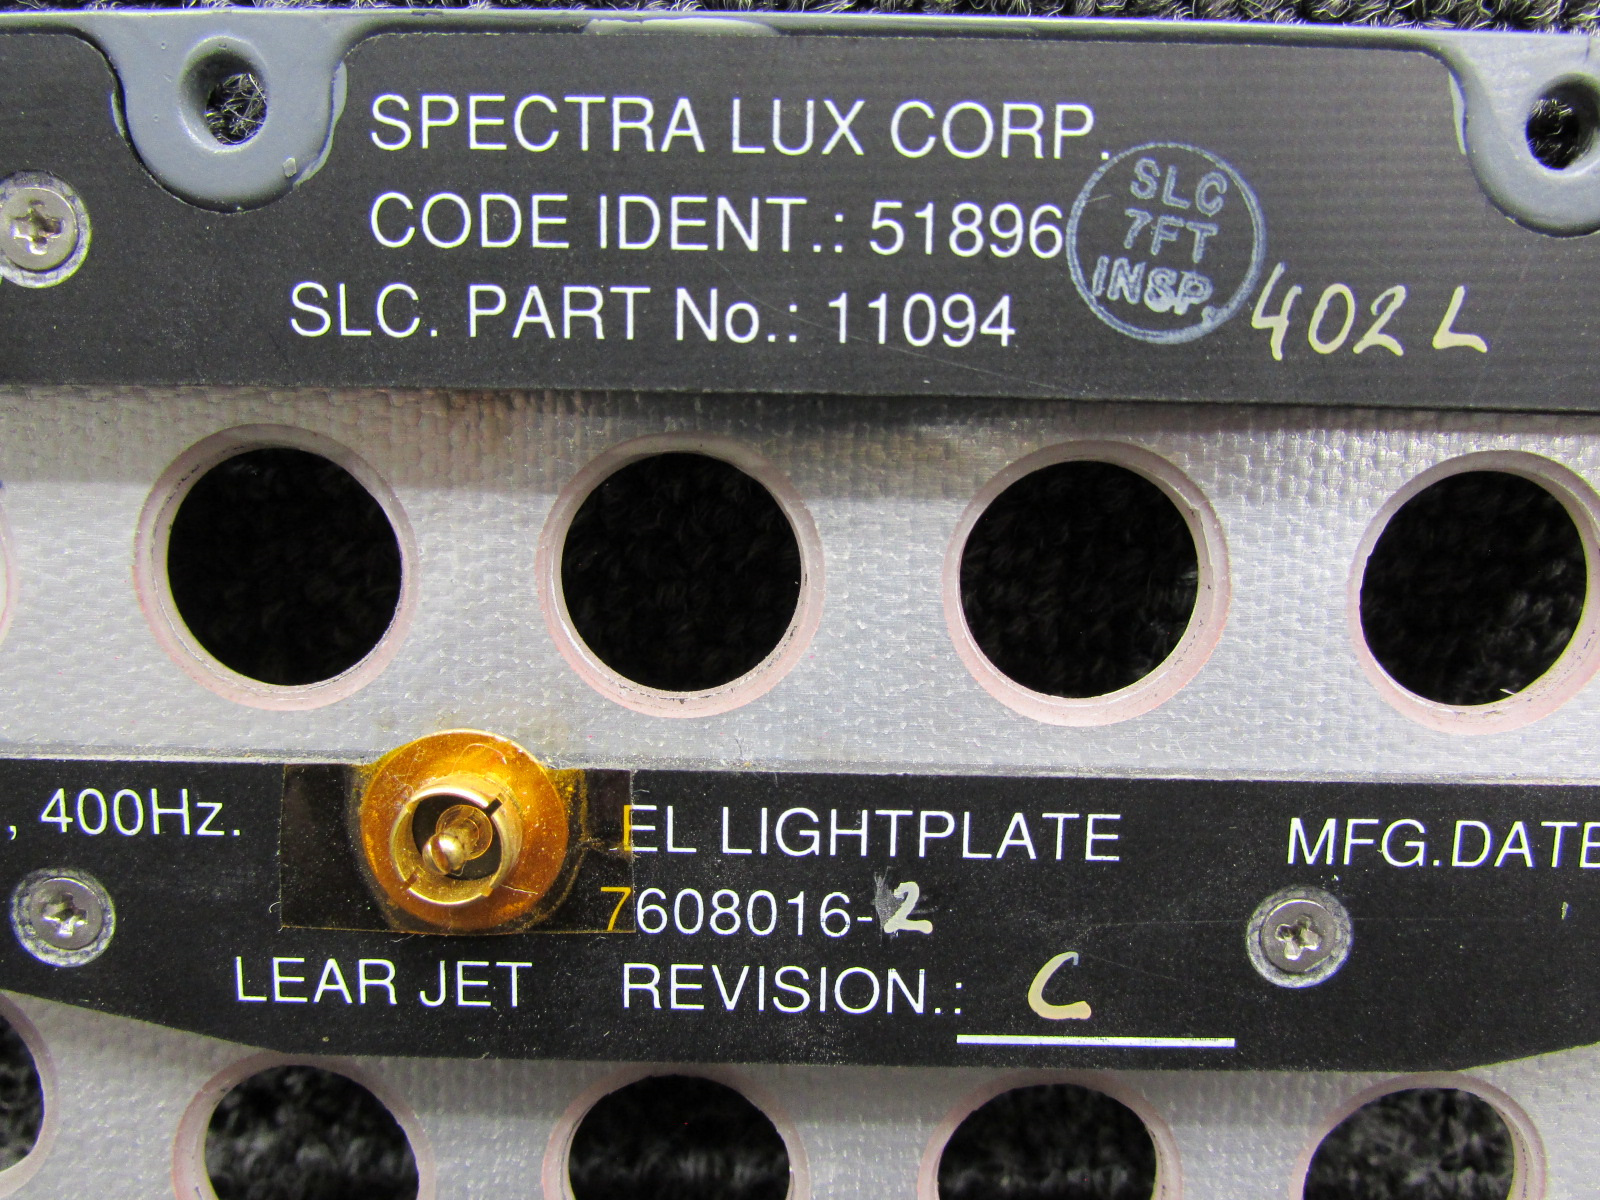 SPECTRA LUX CORP.
CODE IDENT.: 51896
SLC. PART No.: 11094
SLC
7FT
INSP.
402L
, 400Hz.
EL LIGHTPLATE
MFG.DATE
7608016-2
LEAR JET
REVISION.: C